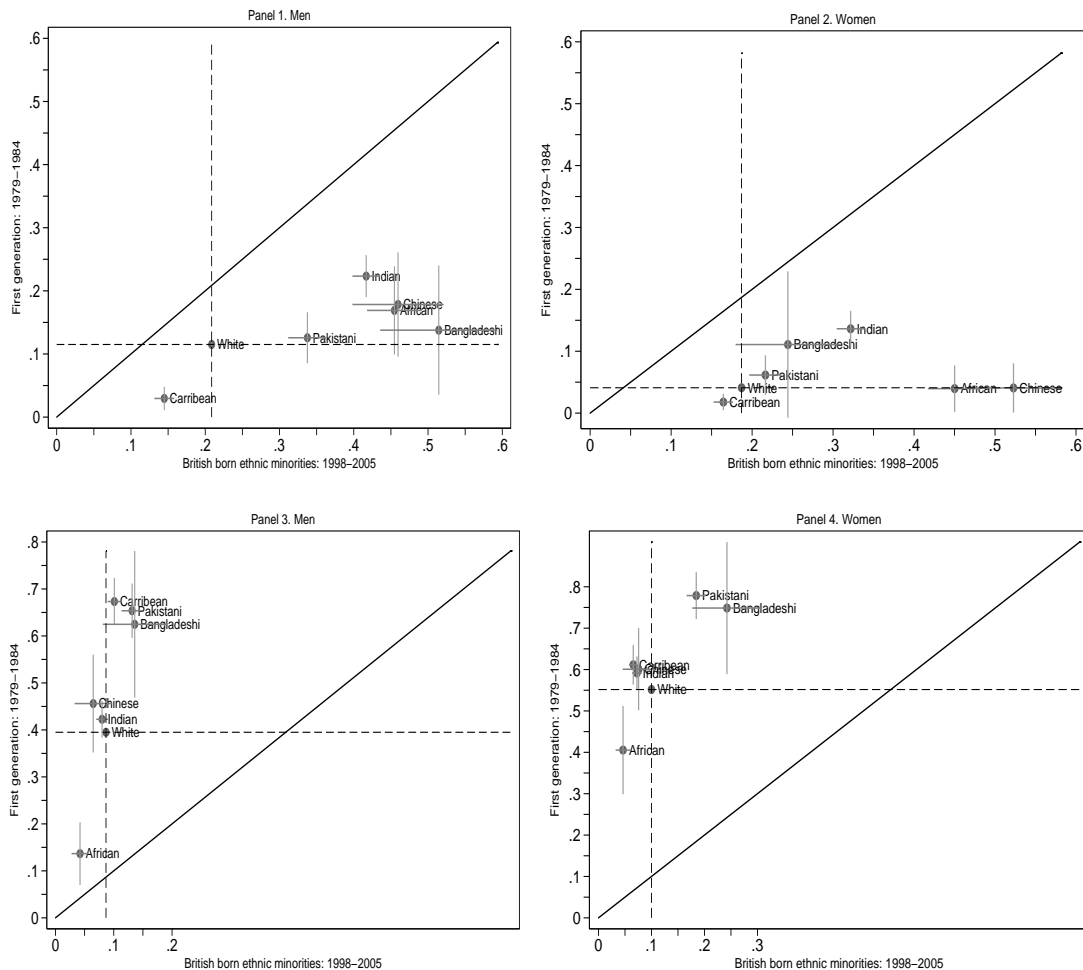 Panel 1. Men
First generation: 1979–1984
.6
.5
.4
.3
.2
.1
0
Indian
Chinese
African
Bangladeshi
Pakistani
White
Carribean
0 .1 .2 .3 .4 .5 .6
British born ethnic minorities: 1998–2005
Panel 2. Women
First generation: 1979–1984
.6
.5
.4
.3
.2
.1
0
Indian
Bangladeshi
Pakistani
White
African
Chinese
Carribean
0 .1 .2 .3 .4 .5 .6
British born ethnic minorities: 1998–2005
Panel 3. Men
First generation: 1979–1984
.8
.7
.6
.5
.4
.3
.2
.1
0
Carribean
Pakistani
Bangladeshi
Chinese
Indian
White
African
0 .1 .2
British born ethnic minorities: 1998–2005
Panel 4. Women
First generation: 1979–1984
.8
.7
.6
.5
.4
.3
.2
.1
0
Pakistani
Bangladeshi
Carribean
Chinese
Indian
White
African
0 .1 .2 .3
British born ethnic minorities: 1998–2005